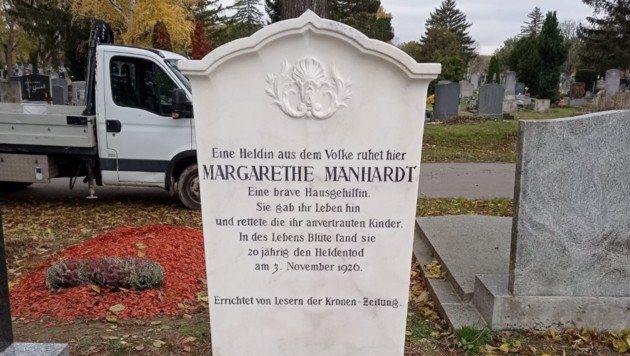 Eine Heldin aus dem Volke ruhet hier
MARGARETHE MANHARDT
Eine brave Hausgehilfin.
Sie gab ihr Leben hin
und rettete die ihr anvertrauten Kinder.
In des Lebens Blüte fand sie
20 jährig den Heldentod
am 3. November 1926.
Errichtet von Lesern der Kronen-Zeitung.